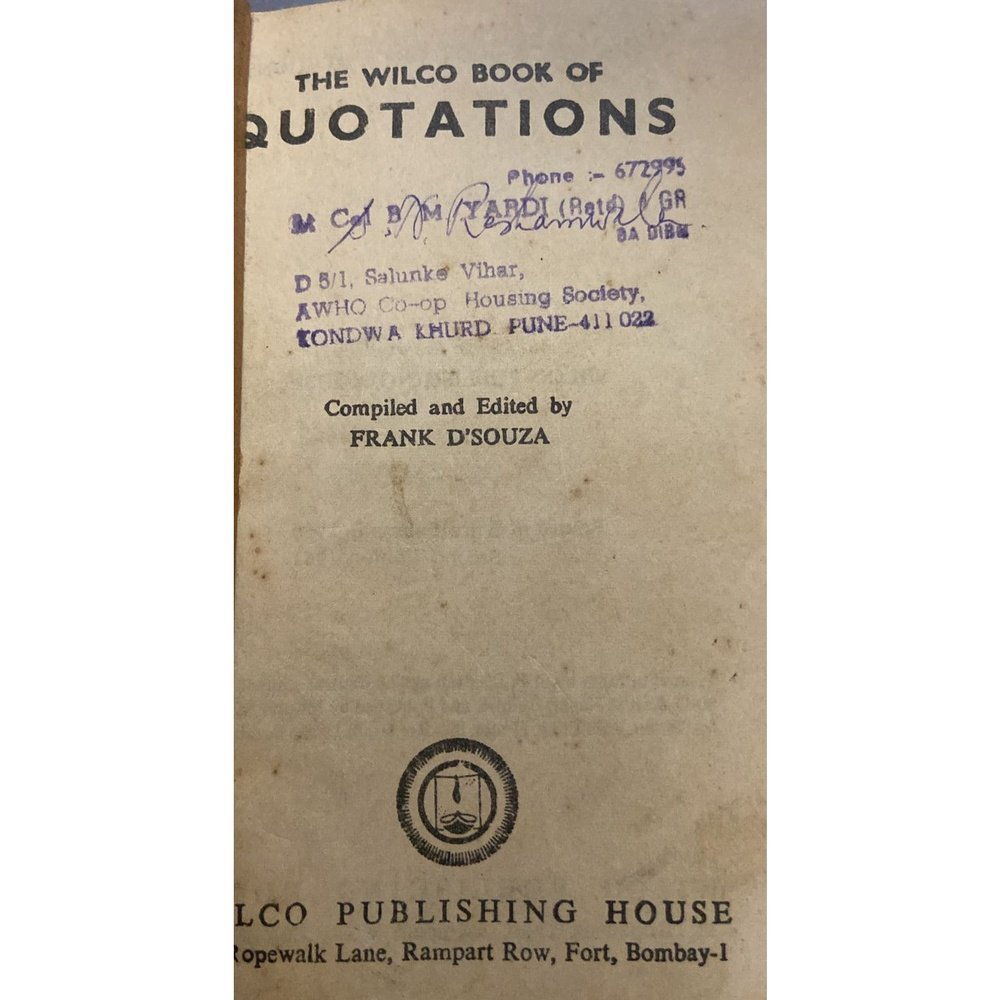 THE WILCO BOOK OF
QUOTATIONS
Phone :- 672995
B M YARDI (Retd) GR
D 5/1, Salunke Vihar,
AWHO Co-op Housing Society,
KONDWA KHURD PUNE-411 022
Compiled and Edited by
FRANK D'SOUZA
LCO PUBLISHING HOUSE
Ropewalk Lane, Rampart Row, Fort, Bombay-1